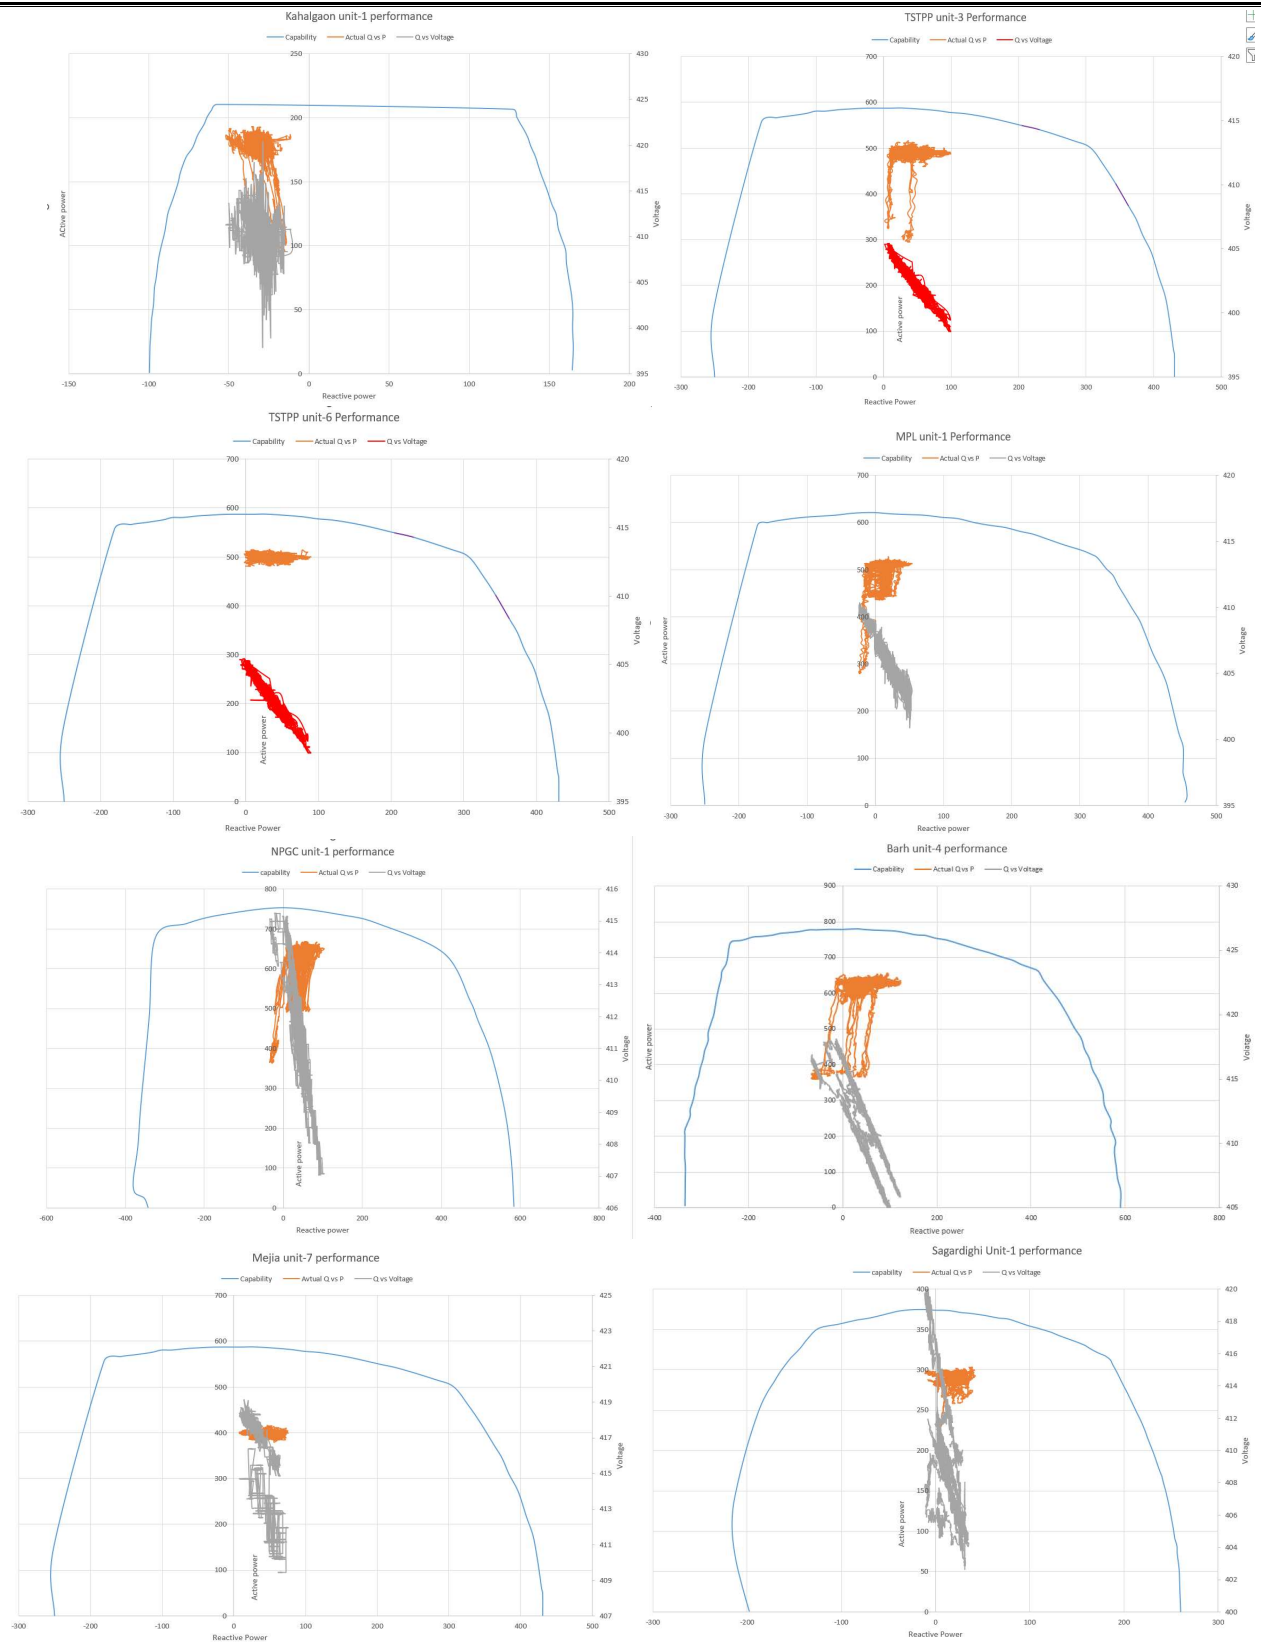 Kahalgaon unit-1 performance
Capability Actual Q vs P Q vs Voltage
250 430
425
200
420
150 415
410
100
405
50 400
0 395
-150 -100 -50 0 50 100 150 200
ACtive power
Voltage
Reactive power
TSTPP unit-3 Performance
Capability Actual Q vs P Q vs Voltage
700 420
600
415
500
400 410
300 405
200
400
100
0 395
-300 -200 -100 0 100 200 300 400 500
Active power
Voltage
Reactive Power
TSTPP unit-6 Performance
Capability Actual Q vs P Q vs Voltage
700 420
600
415
500
400 410
300 405
200
400
100
0 395
-300 -200 -100 0 100 200 300 400 500
Active power
Voltage
Reactive Power
MPL unit-1 Performance
Capability Actual Q vs P Q vs Voltage
700 420
600
415
500
400 410
300 405
200
400
100
0 395
-300 -200 -100 0 100 200 300 400 500
Active power
Voltage
Reactive power
NPGC unit-1 performance
capability Actual Q vs P Q vs Voltage
800 416
415
700
414
600 413
500 412
411
400
410
300 409
200 408
100 407
0 406
-600 -400 -200 0 200 400 600 800
Active power
Voltage
Reactive power
Barh unit-4 performance
Capability Actual Q vs P Q vs Voltage
900 430
800
425
700
600 420
500
400 415
300
200 410
100
0 405
-400 -200 0 200 400 600 800
Active power
Volatge
Reactive power
Mejia unit-7 performance
Capability Avtual Q vs P Q vs Voltage
700 425
423
600
421
500 419
400 417
415
300
413
200
411
100 409
0 407
-300 -200 -100 0 100 200 300 400 500
Active power
Voltage
Reactive Power
Sagardighi Unit-1 performance
capability Actual Q vs P Q vs Voltage
400 420
350 418
416
300 414
250 412
200 410
408
150 406
404
50 402
0 400
-300 -200 -100 0 100 200 300
Active power
Voltage
Reactive Power